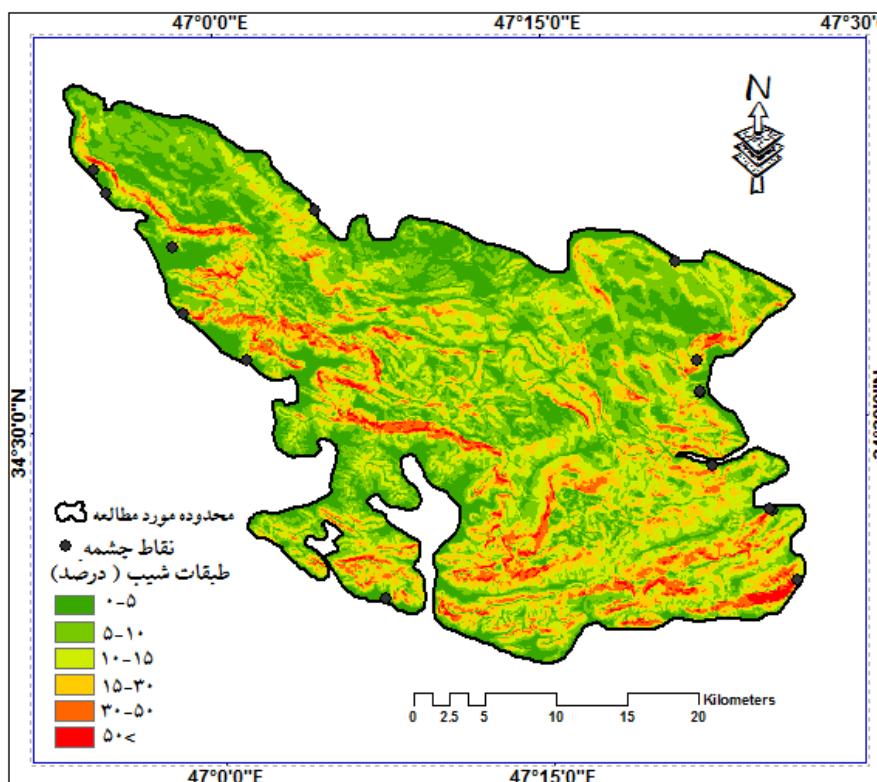 47°0'0"E 47°15'0"E 47°30'
N
34°30'0"N
محدوده مورد مطالعه
نقاط چشمه
طبقات شیب ( درصد)
۰-۵
۵-۱۰
۱۰-۱۵
۱۵-۳۰
۳۰-۵۰
۵۰>
Kilometers
0 2.5 5 10 15 20
47°0'0"E 47°15'0"E